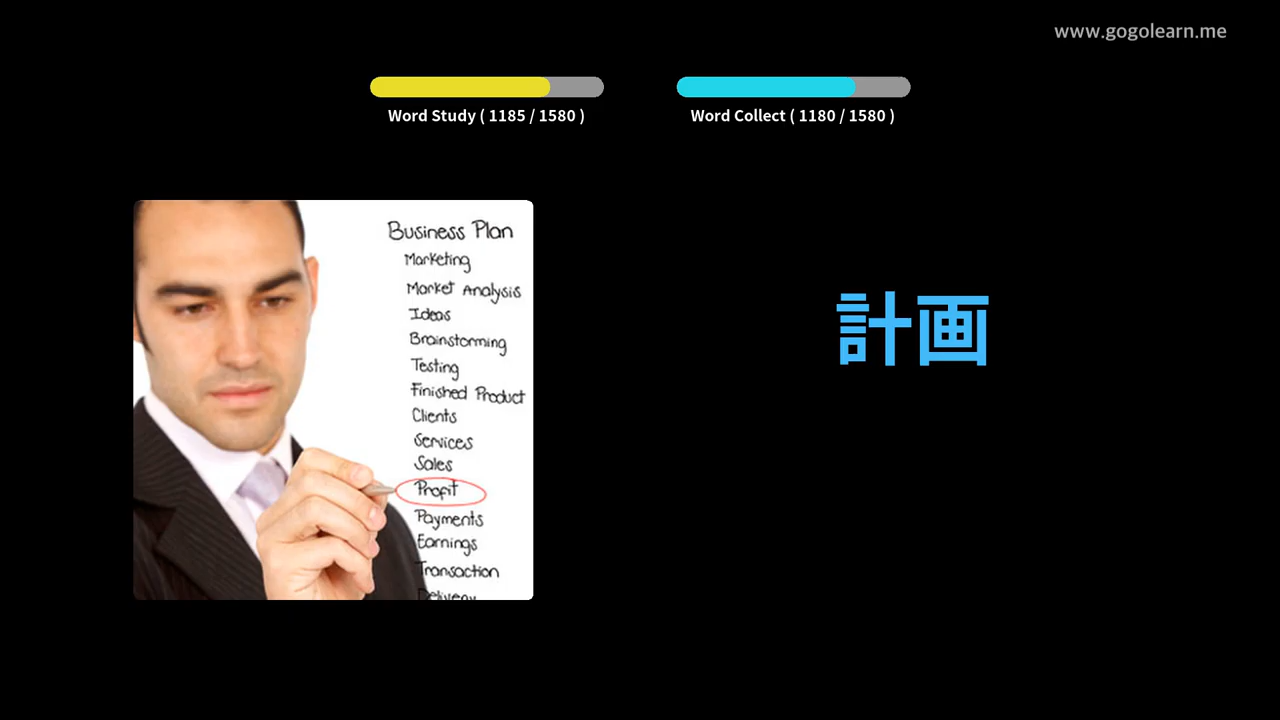 www.gogolearn.me
Word Study ( 1185 / 1580 )
Word Collect ( 1180 / 1580 )
Business Plan
Marketing
Market Analysis
Ideas
Brainstorming
Testing
Finished Product
Clients
Services
Sales
Profit
Payments
Earnings
Transaction
Delivery
計画